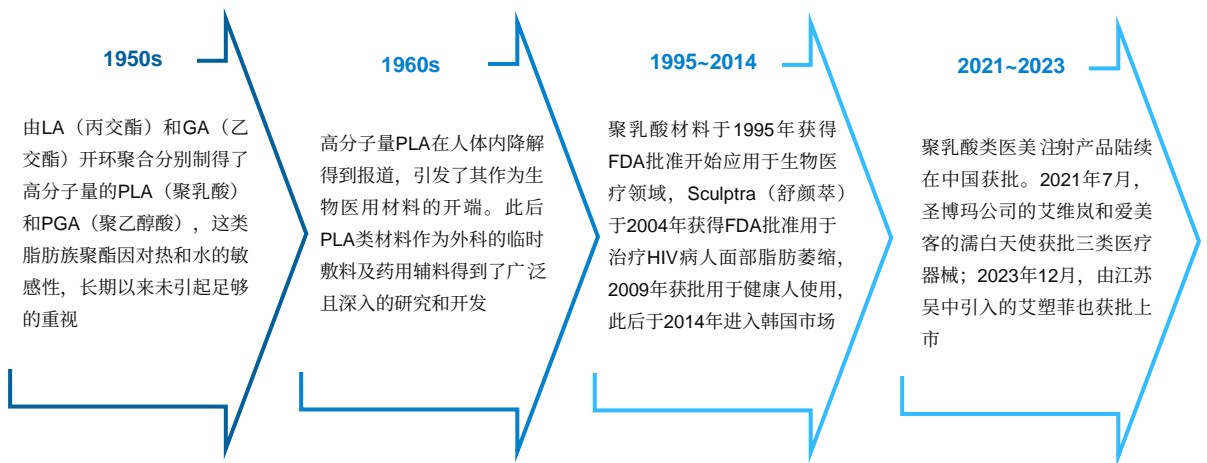 1950s
由LA（丙交酯）和GA（乙
交酯）开环聚合分别制得了
高分子量的PLA（聚乳酸）
和PGA（聚乙醇酸），这类
脂肪族聚酯因对热和水的敏
感性，长期以来未引起足够
的重视
1960s
高分子量PLA在人体内降解
得到报道，引发了其作为生
物医用材料的开端。此后
PLA类材料作为外科的临时
敷料及药用辅料得到了广泛
且深入的研究和开发
1995~2014
聚乳酸材料于1995年获得
FDA批准开始应用于生物医
疗领域，Sculptra（舒颜萃）
于2004年获得FDA批准用于
治疗HIV病人面部脂肪萎缩，
2009年获批用于健康人使用，
此后于2014年进入韩国市场
2021~2023
聚乳酸类医美注射产品陆续
在中国获批。2021年7月，
圣博玛公司的艾维岚和爱美
客的濡白天使获批三类医疗
器械；2023年12月，由江苏
吴中引入的艾塑菲也获批上
市